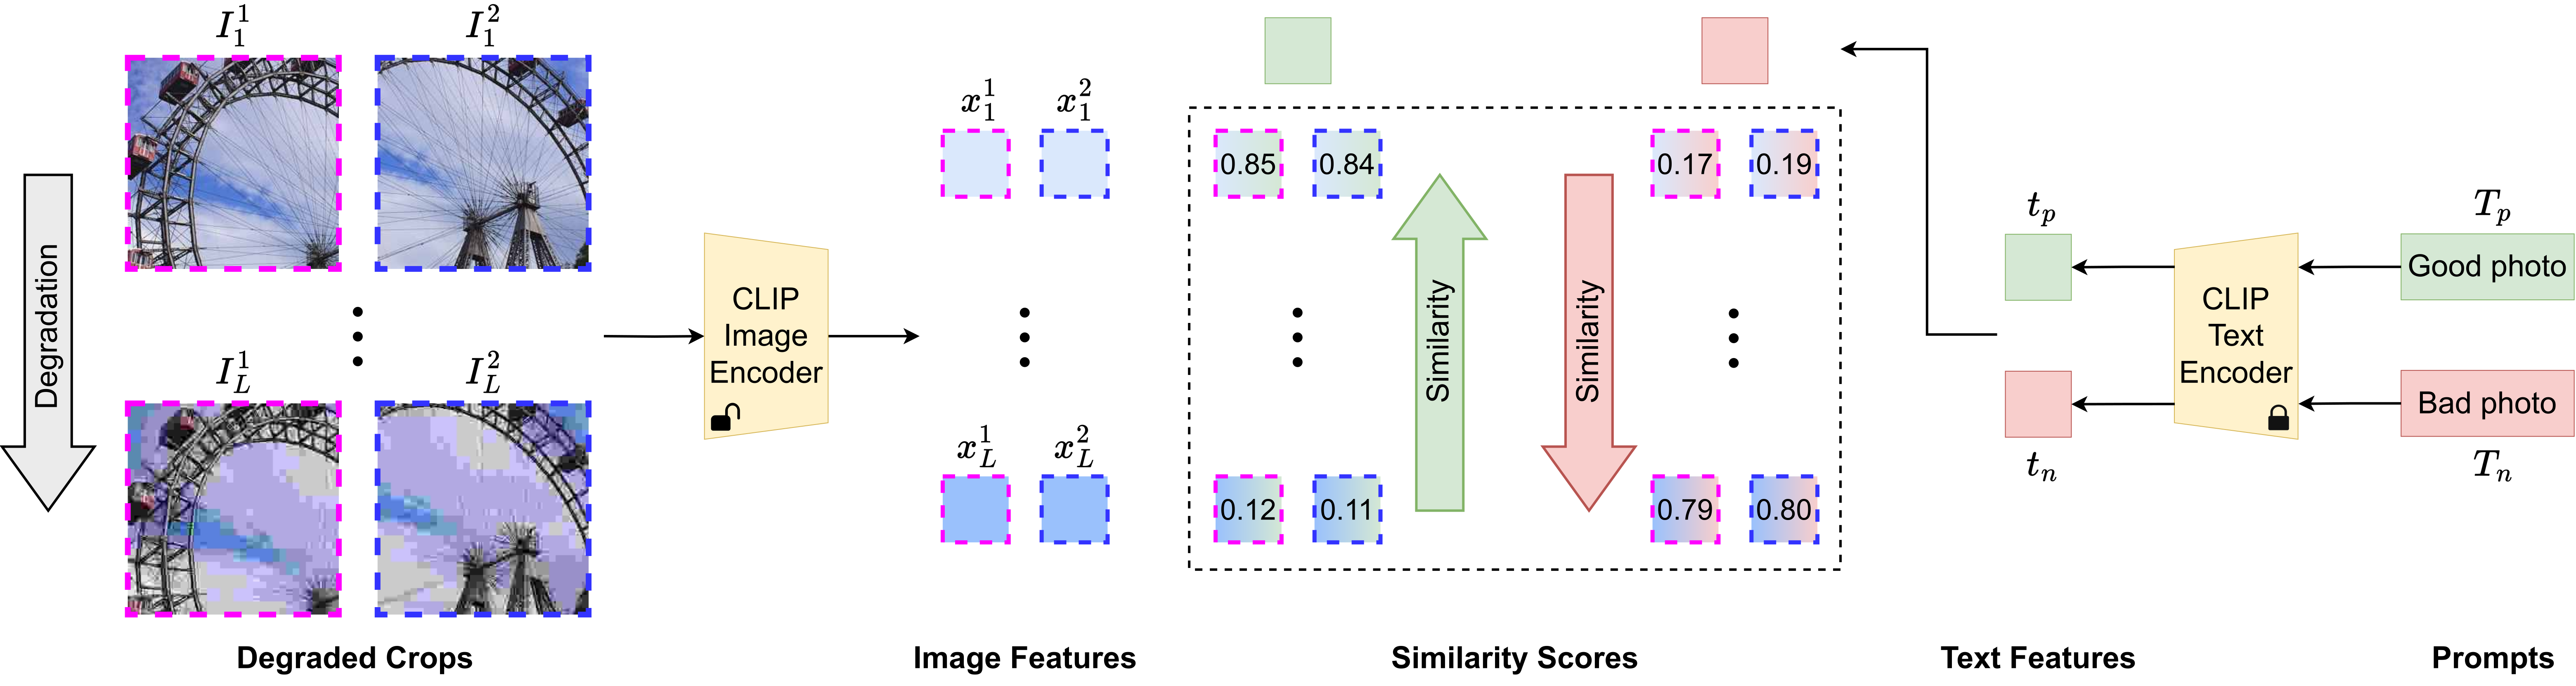 I_1^1 I_1^2
Degradation
I_L^1 I_L^2
Degraded Crops
CLIP
Image
Encoder
x_1^1 x_1^2
x_L^1 x_L^2
Image Features
0.85 0.84 0.17 0.19
Similarity Similarity
0.12 0.11 0.79 0.80
Similarity Scores
t_p
t_n
Text Features
CLIP
Text
Encoder
T_p
Good photo
Bad photo
T_n
Prompts